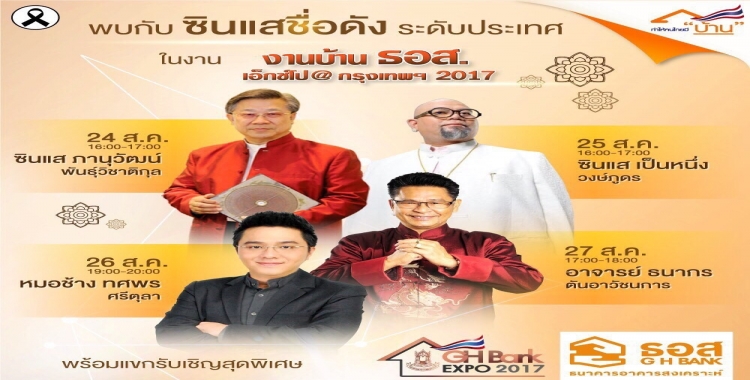 พบกับ ซินแสชื่อดัง ระดับประเทศ
ในงาน งานบ้าน ธอส.
เอ็กซ์โป @ กรุงเทพฯ 2017
ทำให้คนไทยมี
"บ้าน"
24 ส.ค.
16:00-17:00
ซินแส ภาณุวัฒน์
พันธุ์วิชาติกุล
25 ส.ค.
16:00-17:00
ซินแส เป็นหนึ่ง
วงษ์ภูดร
26 ส.ค.
19:00-20:00
หมอช้าง ทศพร
ศรีตุลา
27 ส.ค.
17:00-18:00
อาจารย์ ธนากร
ตันอาวัชนการ
พร้อมแขกรับเชิญสุดพิเศษ
GH Bank
EXPO 2017
ธอส
G H BANK
ธนาคารอาคารสงเคราะห์